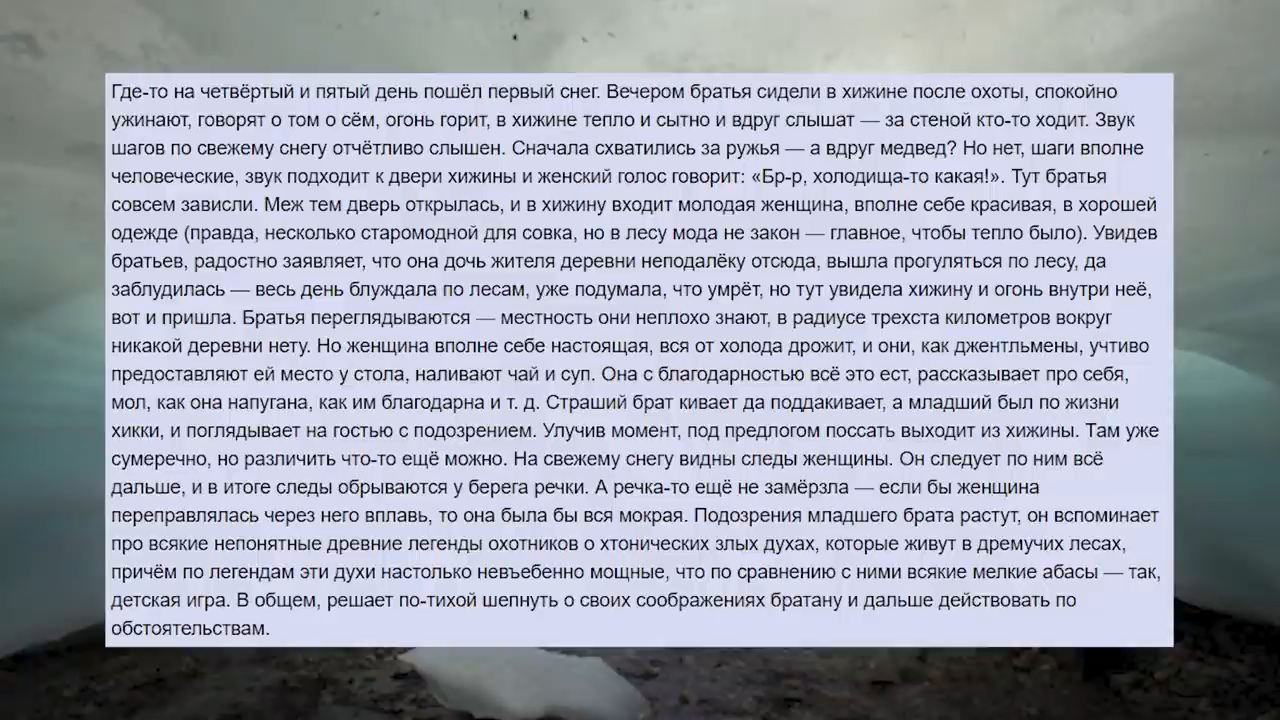 Где-то на четвёртый и пятый день пошёл первый снег. Вечером братья сидели в хижине после охоты, спокойно
ужинают, говорят о том о сём, огонь горит, в хижине тепло и сытно и вдруг слышат — за стеной кто-то ходит. Звук
шагов по свежему снегу отчётливо слышен. Сначала схватились за ружья — а вдруг медвед? Но нет, шаги вполне
человеческие, звук подходит к двери хижины и женский голос говорит: «Бр-р, холодища-то какая!». Тут братья
совсем зависли. Меж тем дверь открылась, и в хижину входит молодая женщина, вполне себе красивая, в хорошей
одежде (правда, несколько старомодной для совка, но в лесу мода не закон — главное, чтобы тепло было). Увидев
братьев, радостно заявляет, что она дочь жителя деревни неподалёку отсюда, вышла прогуляться по лесу, да
заблудилась — весь день блуждала по лесам, уже подумала, что умрёт, но тут увидела хижину и огонь внутри неё,
вот и пришла. Братья переглядываются — местность они неплохо знают, в радиусе трехста километров вокруг
никакой деревни нету. Но женщина вполне себе настоящая, вся от холода дрожит, и они, как джентльмены, учтиво
предоставляют ей место у стола, наливают чай и суп. Она с благодарностью всё это ест, рассказывает про себя,
мол, как она напугана, как им благодарна и т. д. Страший брат кивает да поддакивает, а младший был по жизни
хикки, и поглядывает на гостью с подозрением. Улучив момент, под предлогом поссать выходит из хижины. Там уже
сумеречно, но различить что-то ещё можно. На свежему снегу видны следы женщины. Он следует по ним всё
дальше, и в итоге следы обрываются у берега речки. А речка-то ещё не замёрзла — если бы женщина
переправлялась через него вплавь, то она была бы вся мокрая. Подозрения младшего брата растут, он вспоминает
про всякие непонятные древние легенды охотников о хтонических злых духах, которые живут в дремучих лесах,
причём по легендам эти духи настолько невъебенно мощные, что по сравнению с ними всякие мелкие абасы — так,
детская игра. В общем, решает по-тихой шепнуть о своих соображениях братану и дальше действовать по
обстоятельствам.